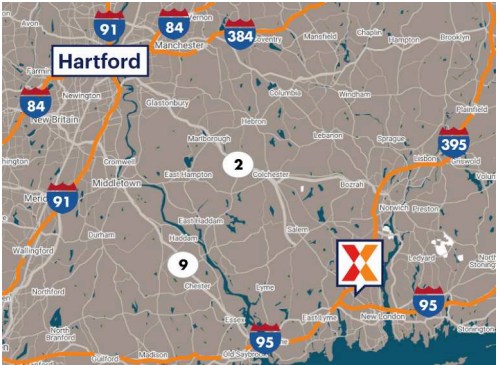 Avon
91
84
Vernon
384
Coventry
Mansfield
Chaplin
Hampton
Brooklyn
Manchester
Hartford
Columbia
Windham
84
Newington
Glastonbury
Plainfield
New Britain
Hebron
Marlborough
Lebanon
Sprague
395
Lisbon
Griswold
Cromwell
2
East Hampton
Colchester
Bozrah
Middletown
91
Norwich
Preston
East Haddam
Durham
Haddam
Salem
Wallingford
9
Ledyard
Chester
Lyme
Northford
95
Essex
East Lyme
New London
Stonington
North
Branford
95
Old Saybrook
Madison
Guilford